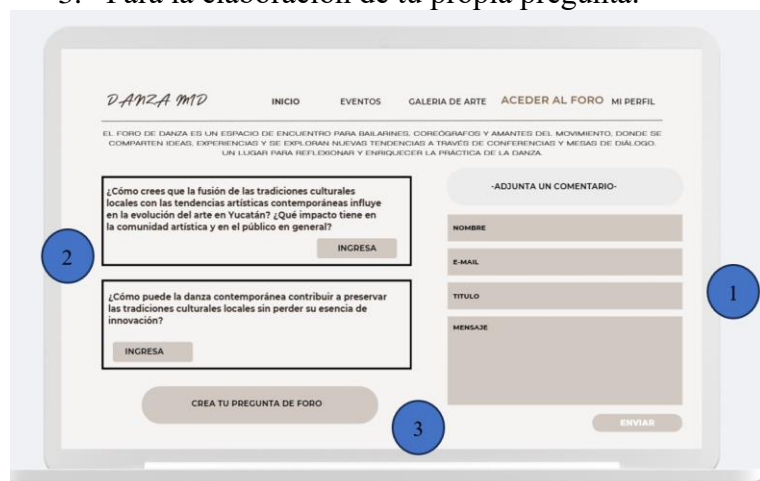 3. Para la elaboración de tu propia pregunta.
DANZA MD
INICIO
EVENTOS
GALERIA DE ARTE
ACEDER AL FORO
MI PERFIL
EL FORO DE DANZA ES UN ESPACIO DE ENCUENTRO PARA BAILARINES, COREÓGRAFOS Y AMANTES DEL MOVIMIENTO, DONDE SE
COMPARTEN IDEAS, EXPERIENCIAS Y SE EXPLORAN NUEVAS TENDENCIAS A TRAVÉS DE CONFERENCIAS Y MESAS DE DIÁLOGO.
UN LUGAR PARA REFLEXIONAR Y ENRIQUECER LA PRÁCTICA DE LA DANZA.
¿Cómo crees que la fusión de las tradiciones culturales
locales con las tendencias artísticas contemporáneas influye
en la evolución del arte en Yucatán? ¿Qué impacto tiene en
la comunidad artística y en el público en general?
INGRESA
2
¿Cómo puede la danza contemporánea contribuir a preservar
las tradiciones culturales locales sin perder su esencia de
innovación?
INGRESA
CREA TU PREGUNTA DE FORO
3
-ADJUNTA UN COMENTARIO-
NOMBRE
E-MAIL
TITULO
1
MENSAJE
ENVIAR